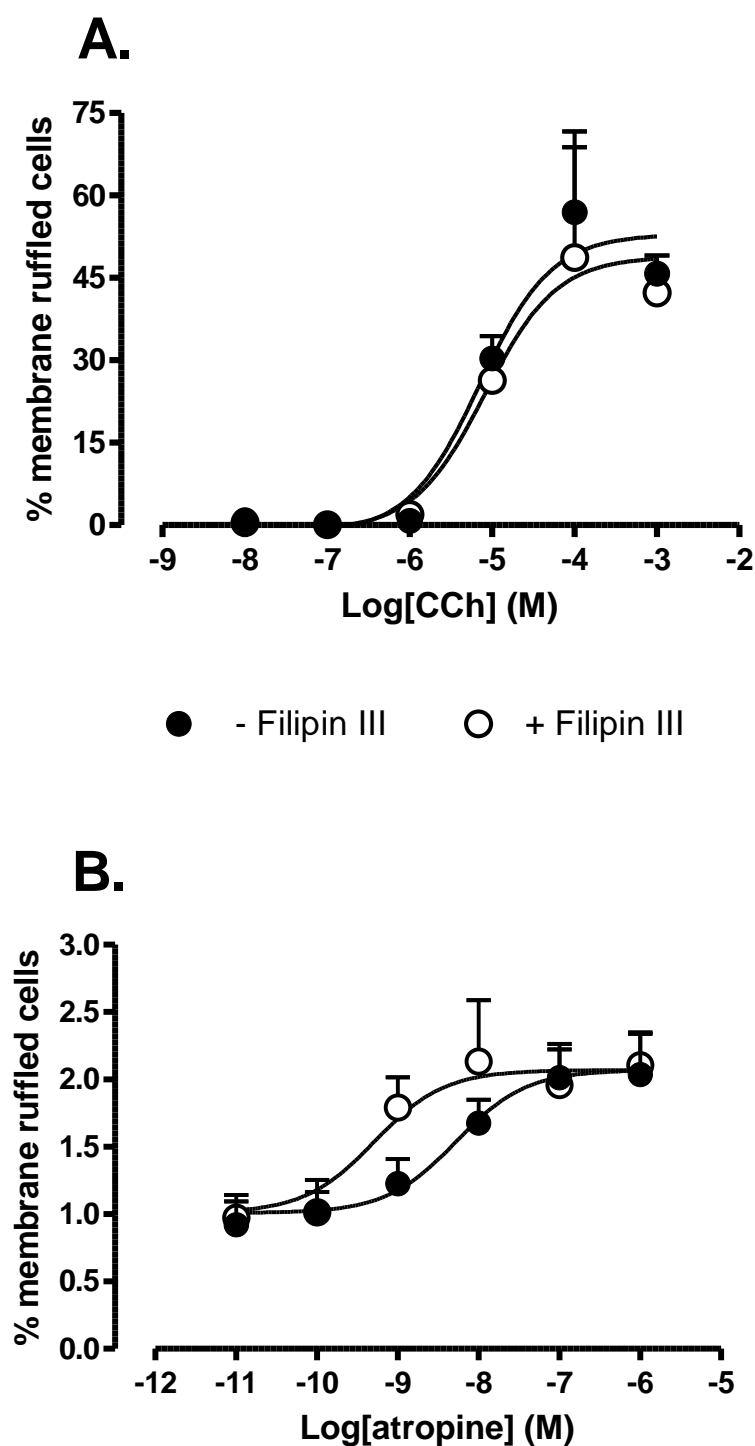 A.
% membrane ruffled cells
75
60
45
30
15
0
-9 -8 -7 -6 -5 -4 -3 -2
Log[CCh] (M)
- Filipin III + Filipin III
B.
% membrane ruffled cells
3.0
2.5
2.0
1.5
1.0
0.5
0.0
-12 -11 -10 -9 -8 -7 -6 -5
Log[atropine] (M)